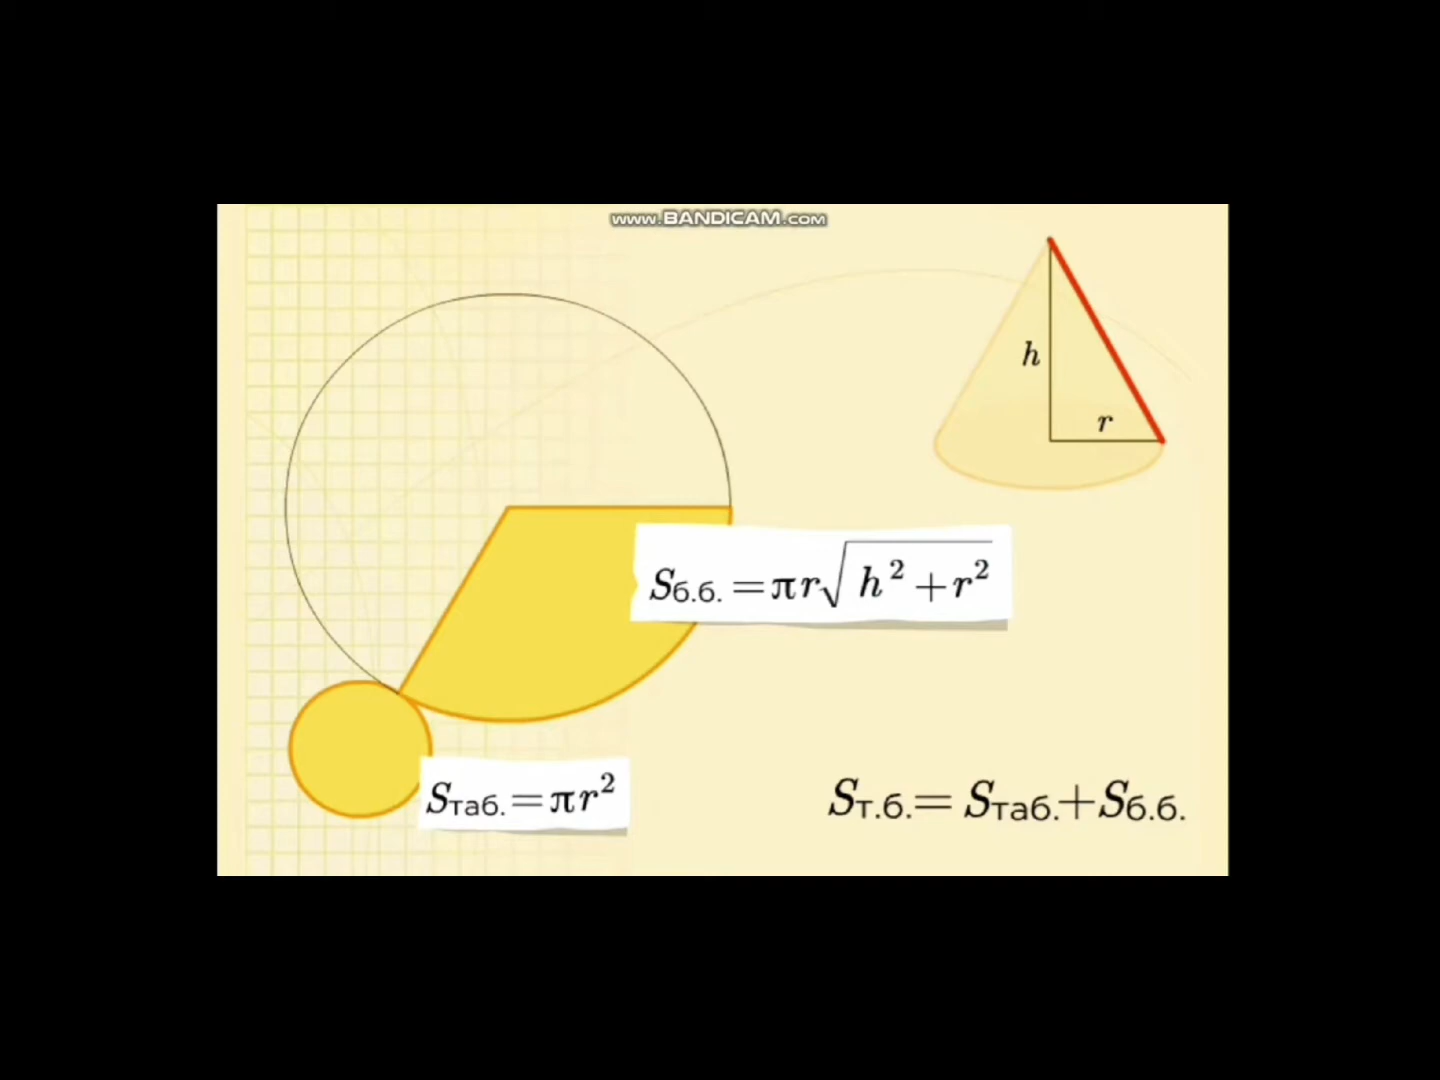 www.BANDICAM.com
h
r
Sб.б. = πr√h² + r²
Sтаб. = πr²
Sт.б. = Sтаб. + Sб.б.